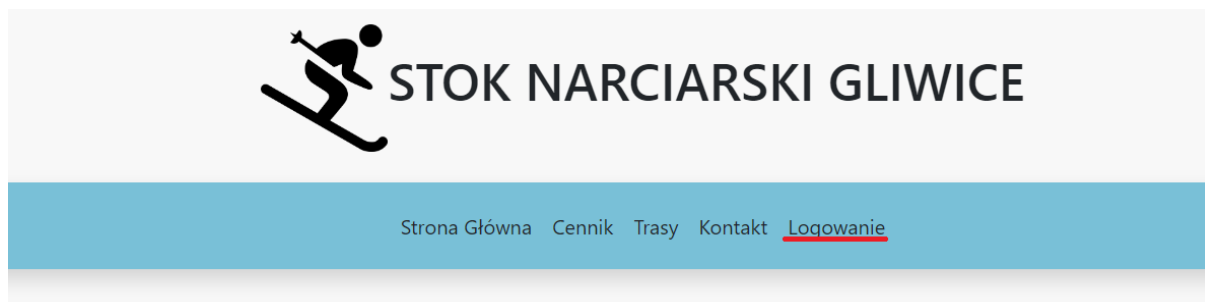 STOK NARCIARSKI GLIWICE
Strona Główna Cennik Trasy Kontakt Logowanie